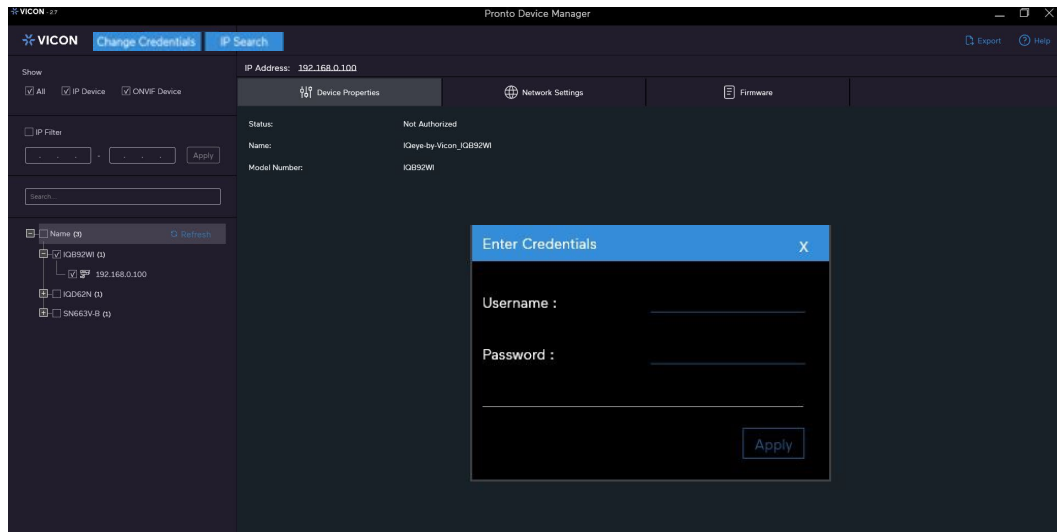 VICON - 2.7
Pronto Device Manager
VICON
Change Credentials
IP Search
Export
Help
Show
All
IP Device
ONVIF Device
IP Filter
Apply
Search..
Name (3)
Refresh
IQB92WI (1)
192.168.0.100
IQD62N (1)
SN663V-B (1)
IP Address: 192.168.0.100
Device Properties
Network Settings
Firmware
Status: Not Authorized
Name: IQeye-by-Vicon_IQB92WI
Model Number: IQB92WI
Enter Credentials
X
Username :
Password :
Apply